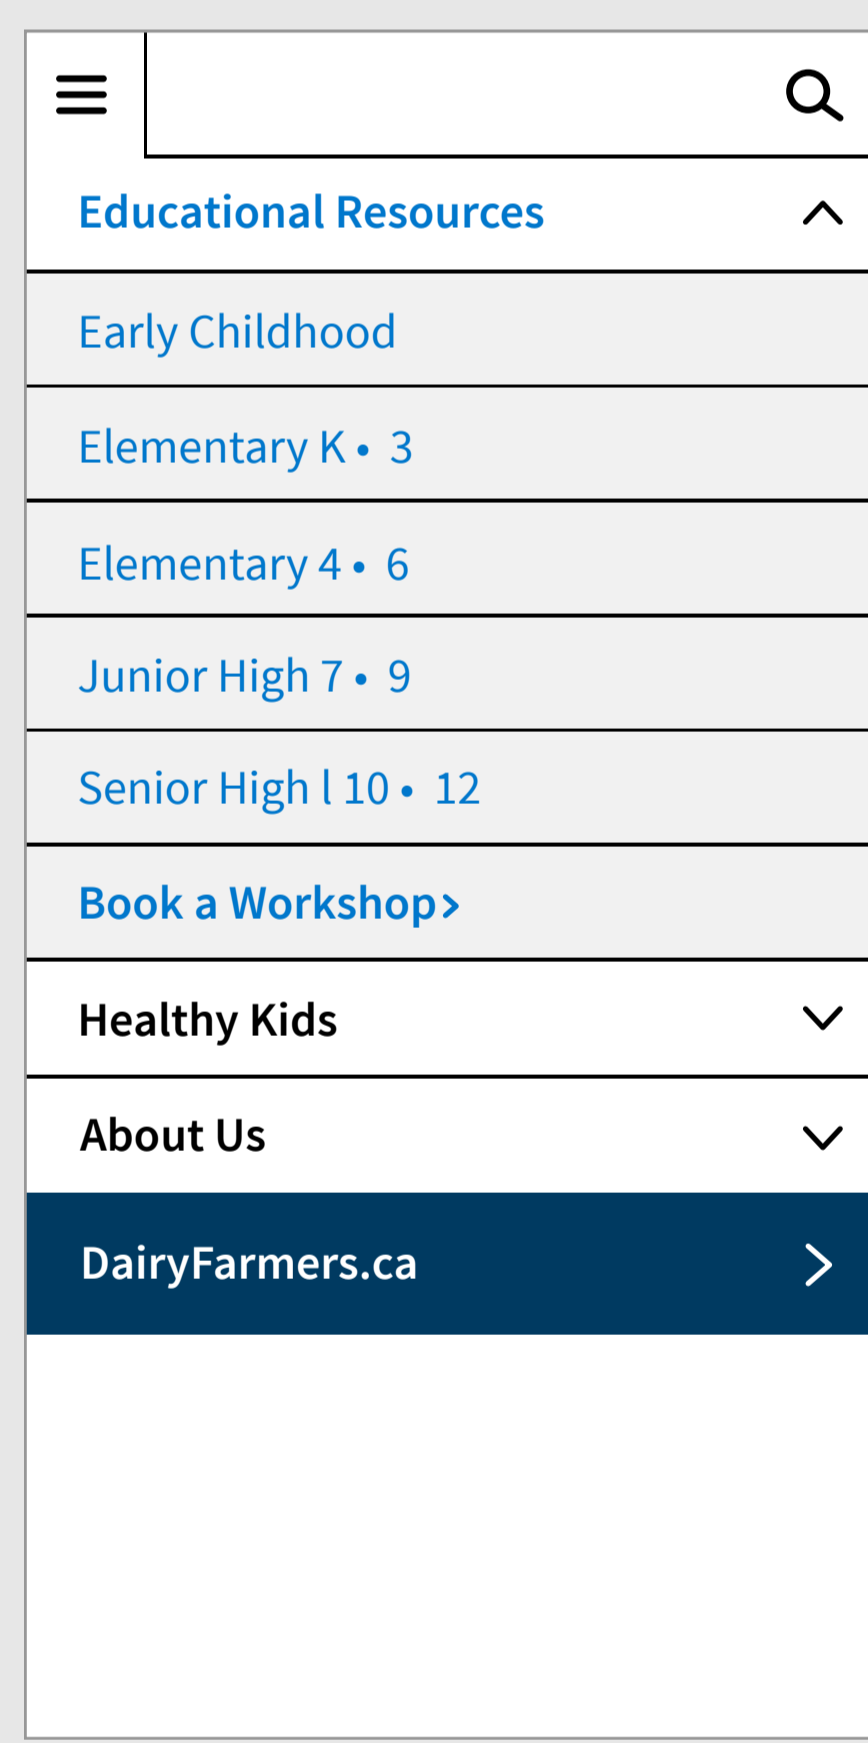 Educational Resources
Early Childhood
Elementary K • 3
Elementary 4 • 6
Junior High 7 • 9
Senior High l 10 • 12
Book a Workshop>
Healthy Kids
About Us
DairyFarmers.ca